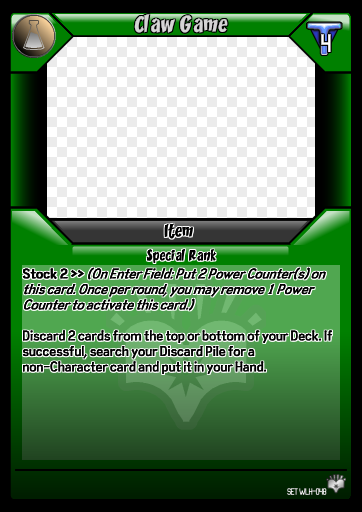 Claw Game
4
Item
Special Rank
Stock 2 >> (On Enter Field: Put 2 Power Counter(s) on
this card. Once per round, you may remove 1 Power
Counter to activate this card.)
Discard 2 cards from the top or bottom of your Deck. If
successful, search your Discard Pile for a
non-Character card and put it in your Hand.
SET WLH-048